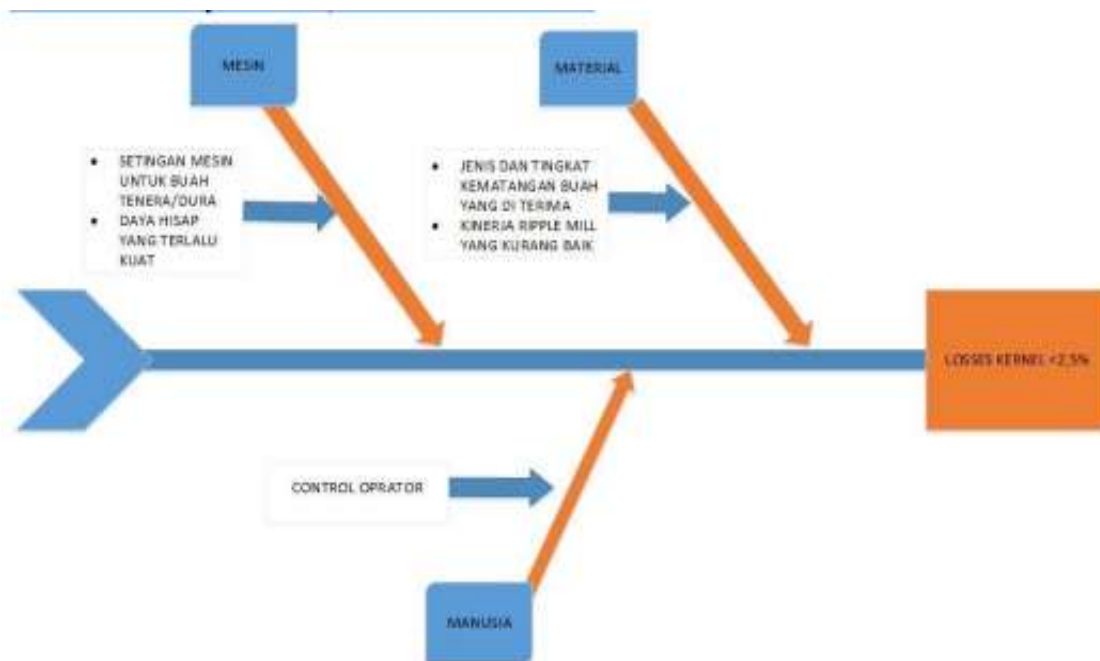 MESIN
MATERIAL
• SETINGAN MESIN
UNTUK BUAH
TENERA/DURA
• DAYA HISAP
YANG TERLALU
KUAT
• JENIS DAN TINGKAT
KEMATANGAN BUAH
YANG DI TERIMA
• KINERJA RIPPLE MILL
YANG KURANG BAIK
LOSSES KERNEL <2,5%
CONTROL OPRATOR
MANUSIA